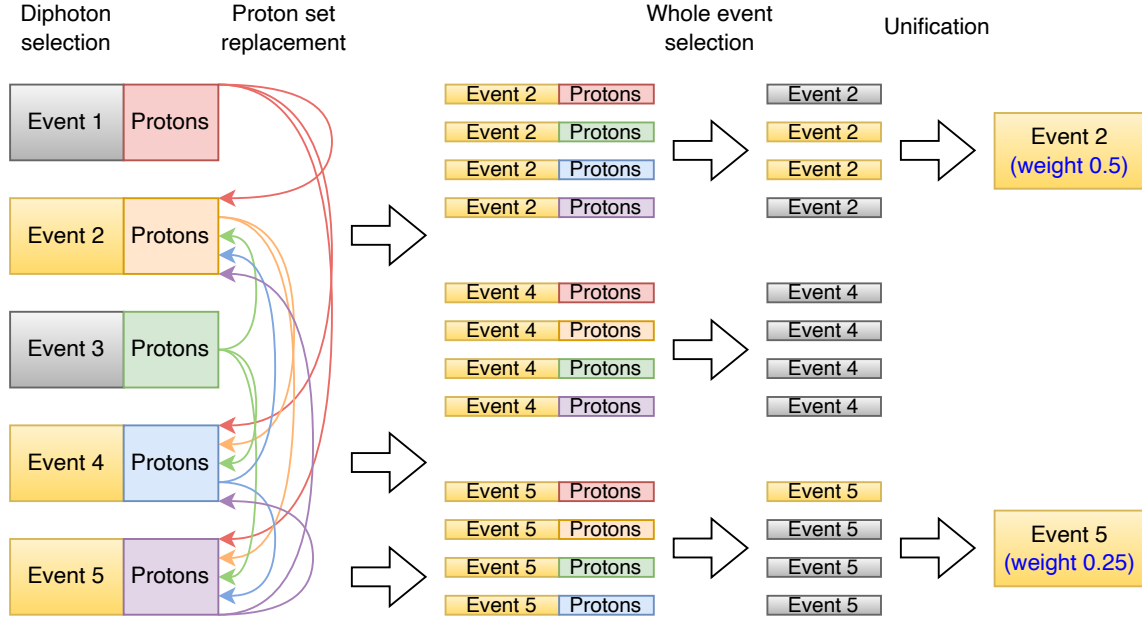 Diphoton
selection
Proton set
replacement
Whole event
selection
Unification
Event 1 Protons
Event 2 Protons
Event 3 Protons
Event 4 Protons
Event 5 Protons
Event 2 Protons
Event 2 Protons
Event 2 Protons
Event 2 Protons
Event 4 Protons
Event 4 Protons
Event 4 Protons
Event 4 Protons
Event 5 Protons
Event 5 Protons
Event 5 Protons
Event 5 Protons
Event 2
Event 2
Event 2
Event 2
Event 4
Event 4
Event 4
Event 4
Event 5
Event 5
Event 5
Event 5
Event 2
(weight 0.5)
Event 5
(weight 0.25)